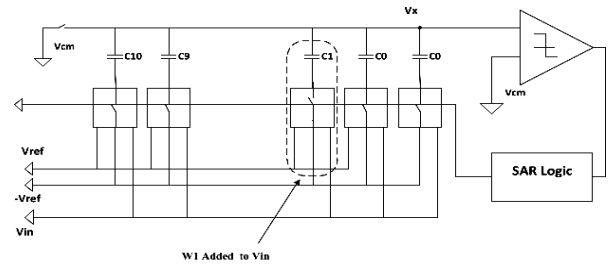 Vx
Vcm
C10
C9
C1
C0
C0
Vcm
Vref
-Vref
Vin
SAR Logic
W1 Added to Vin